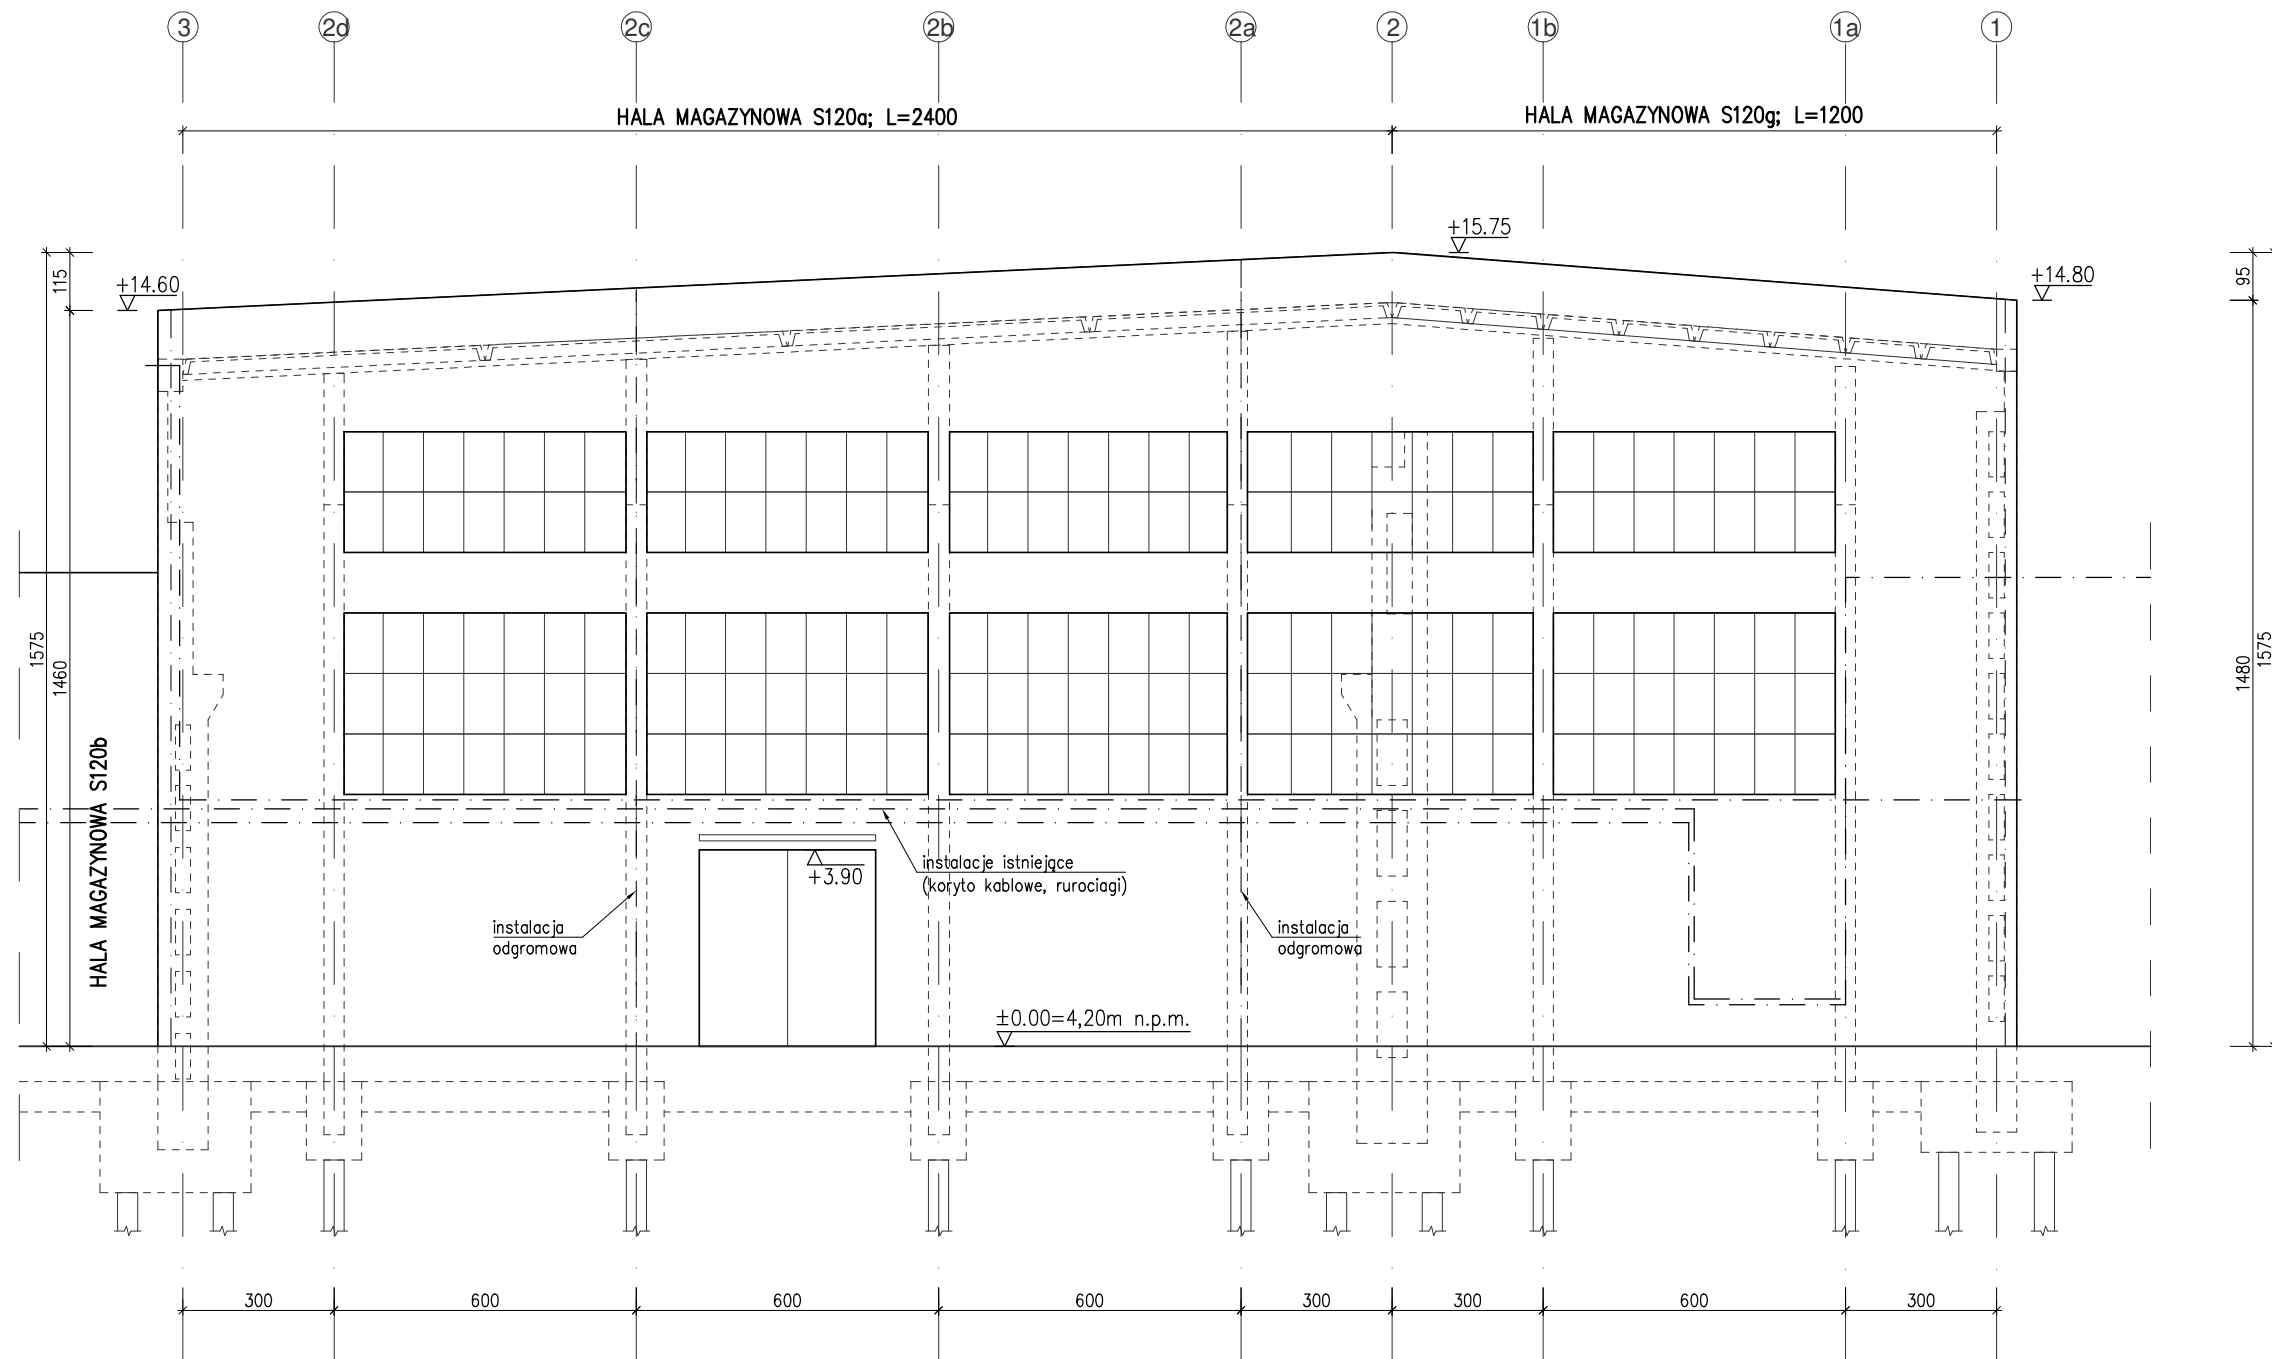 3
2d
2c
2b
2a
2
1b
1a
1
HALA MAGAZYNOWA S120a; L=2400
HALA MAGAZYNOWA S120g; L=1200
+15.75
+14.60
+14.80
115
95
1575
1460
1480
1575
HALA MAGAZYNOWA S120b
+3.90
instalacje istniejące
(koryto kablowe, rurociagi)
instalacja
odgromowa
instalacja
odgromowa
±0.00=4,20m n.p.m.
300
600
600
600
300
300
600
300